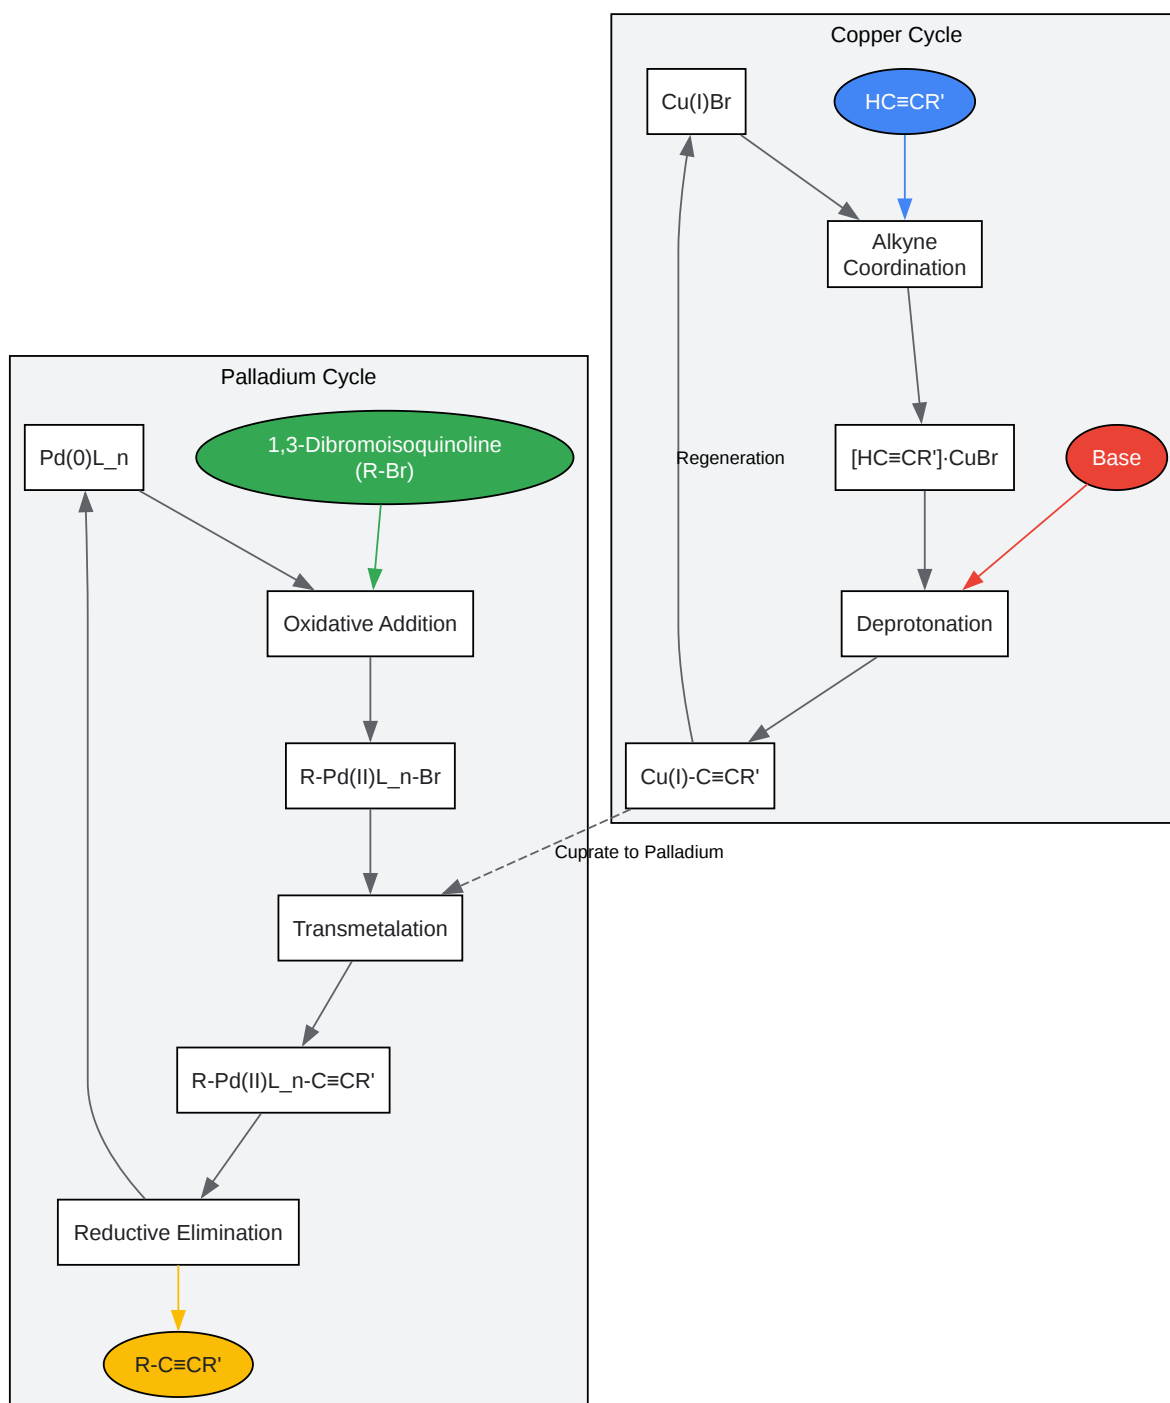 Copper Cycle
Cu(I)Br
HC≡CR'
Alkyne
Coordination
Regeneration
[HC≡CR']·CuBr
Base
Deprotonation
Cu(I)-C≡CR'
Cuprate to Palladium
Palladium Cycle
Pd(0)L_n
1,3-Dibromoisoquinoline
(R-Br)
Oxidative Addition
R-Pd(II)L_n-Br
Transmetalation
R-Pd(II)L_n-C≡CR'
Reductive Elimination
R-C≡CR'